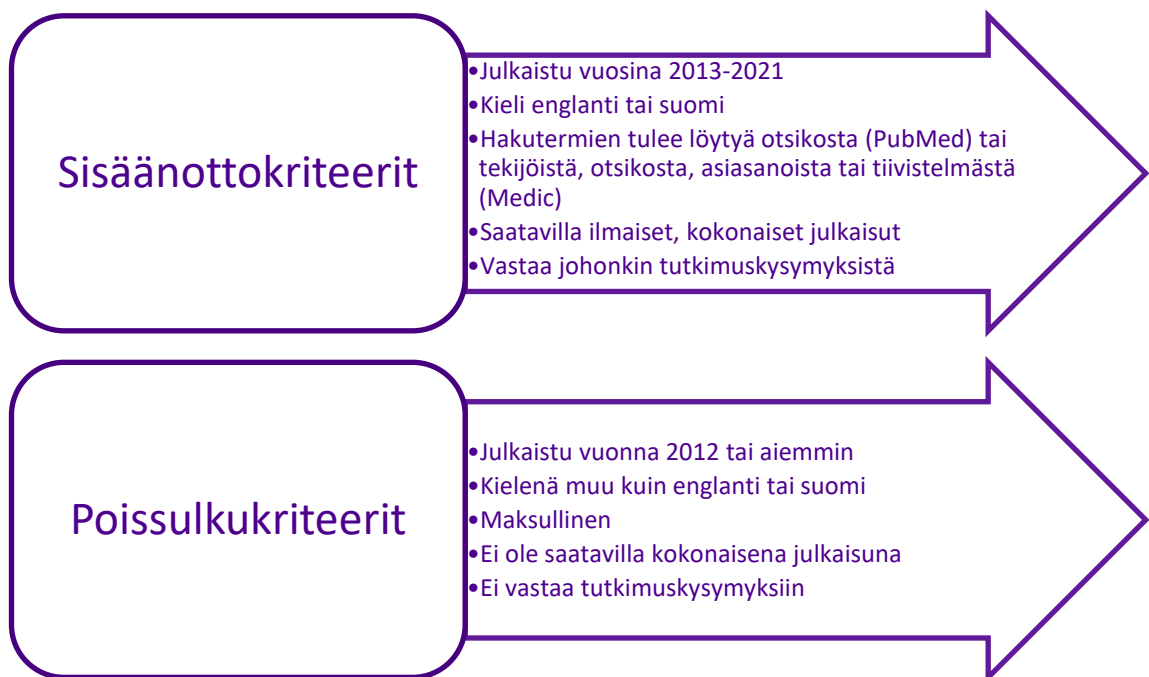 Sisäänottokriteerit
•Julkaistu vuosina 2013-2021
•Kieli englanti tai suomi
•Hakutermien tulee löytyä otsikosta (PubMed) tai
tekijöistä, otsikosta, asiasanoista tai tiivistelmästä
(Medic)
•Saatavilla ilmaiset, kokonaiset julkaisut
•Vastaa johonkin tutkimuskysymyksistä
Poissulkukriteerit
•Julkaistu vuonna 2012 tai aiemmin
•Kielenä muu kuin englanti tai suomi
•Maksullinen
•Ei ole saatavilla kokonaisena julkaisuna
•Ei vastaa tutkimuskysymyksiin